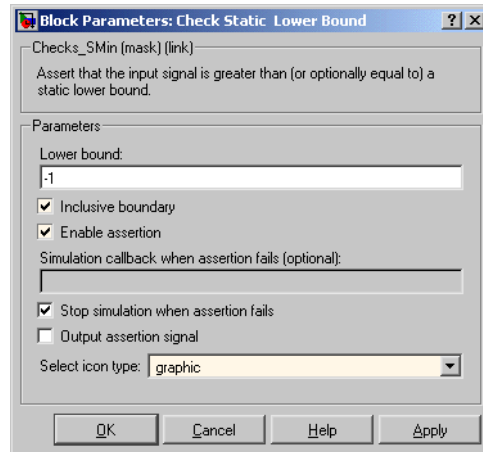 Block Parameters: Check Static Lower Bound
Checks_SMin (mask) (link)
Assert that the input signal is greater than (or optionally equal to) a
static lower bound.
Parameters
Lower bound:
-1
Inclusive boundary
Enable assertion
Simulation callback when assertion fails (optional):
Stop simulation when assertion fails
Output assertion signal
Select icon type: graphic
OK Cancel Help Apply